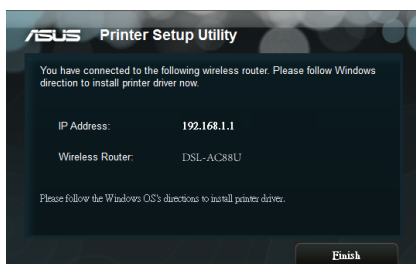 ASUS Printer Setup Utility
You have connected to the following wireless router. Please follow Windows
direction to install printer driver now.
IP Address: 192.168.1.1
Wireless Router: DSL-AC88U
Please follow the Windows OS's directions to install printer driver.
Finish